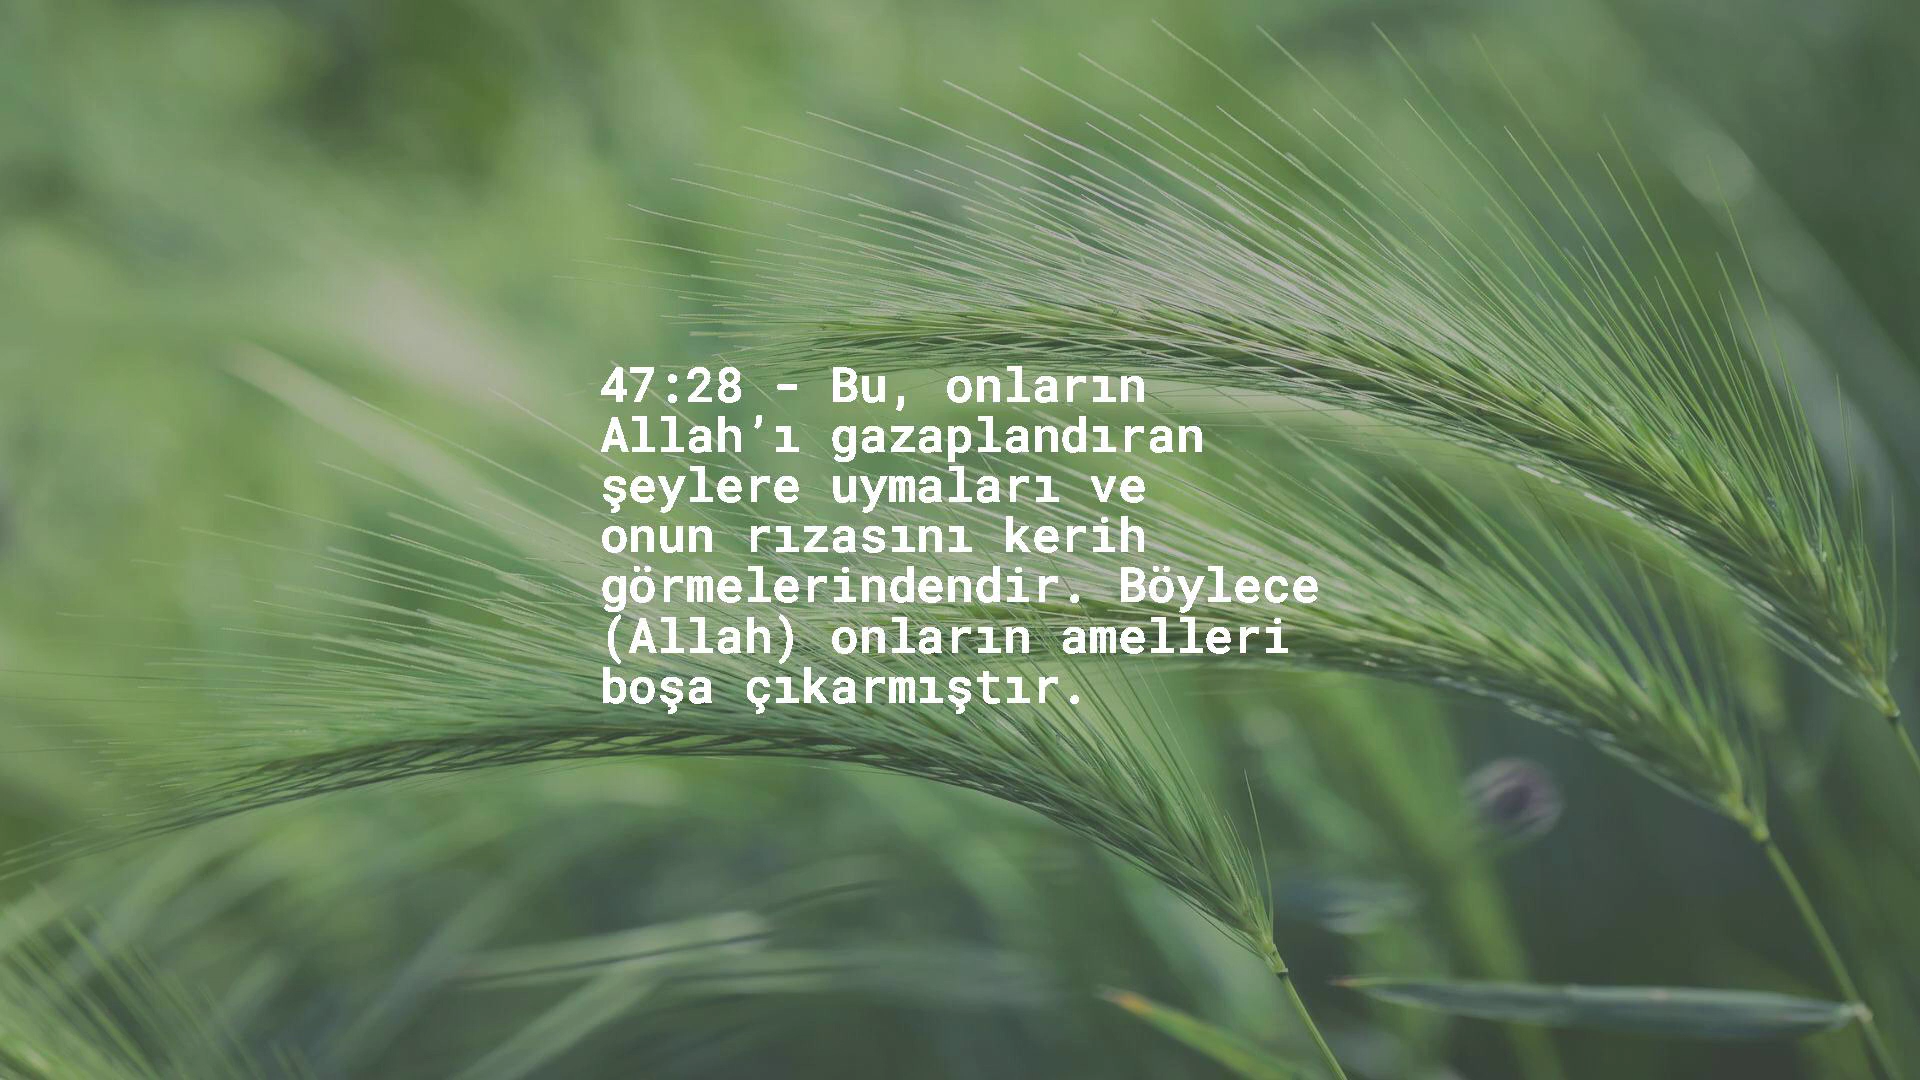 47:28 - Bu, onların
Allah’ı gazaplandıran
şeylere uymaları ve
onun rızasını kerih
görmelerindendir. Böylece
(Allah) onların amelleri
boşa çıkarmıştır.